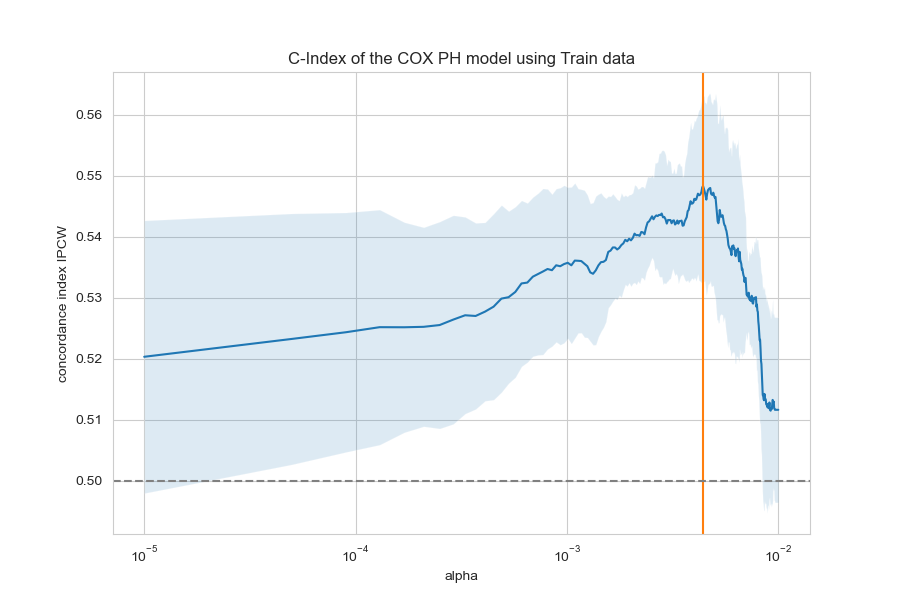 C-Index of the COX PH model using Train data
concordance index IPCW
0.56
0.55
0.54
0.53
0.52
0.51
0.50
10⁻⁵ 10⁻⁴ 10⁻³ 10⁻²
alpha